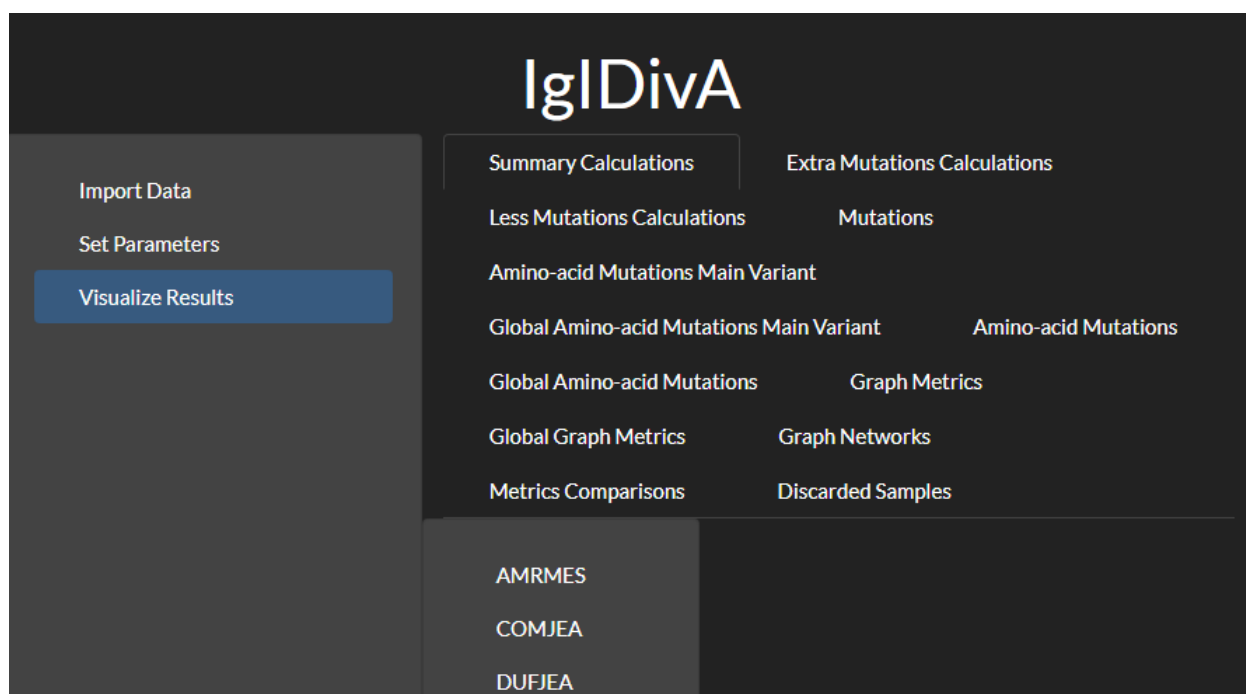 IgIDivA
Import Data
Set Parameters
Visualize Results
Summary Calculations Extra Mutations Calculations
Less Mutations Calculations Mutations
Amino-acid Mutations Main Variant
Global Amino-acid Mutations Main Variant Amino-acid Mutations
Global Amino-acid Mutations Graph Metrics
Global Graph Metrics Graph Networks
Metrics Comparisons Discarded Samples
AMRMES
COMJEA
DUFJEA